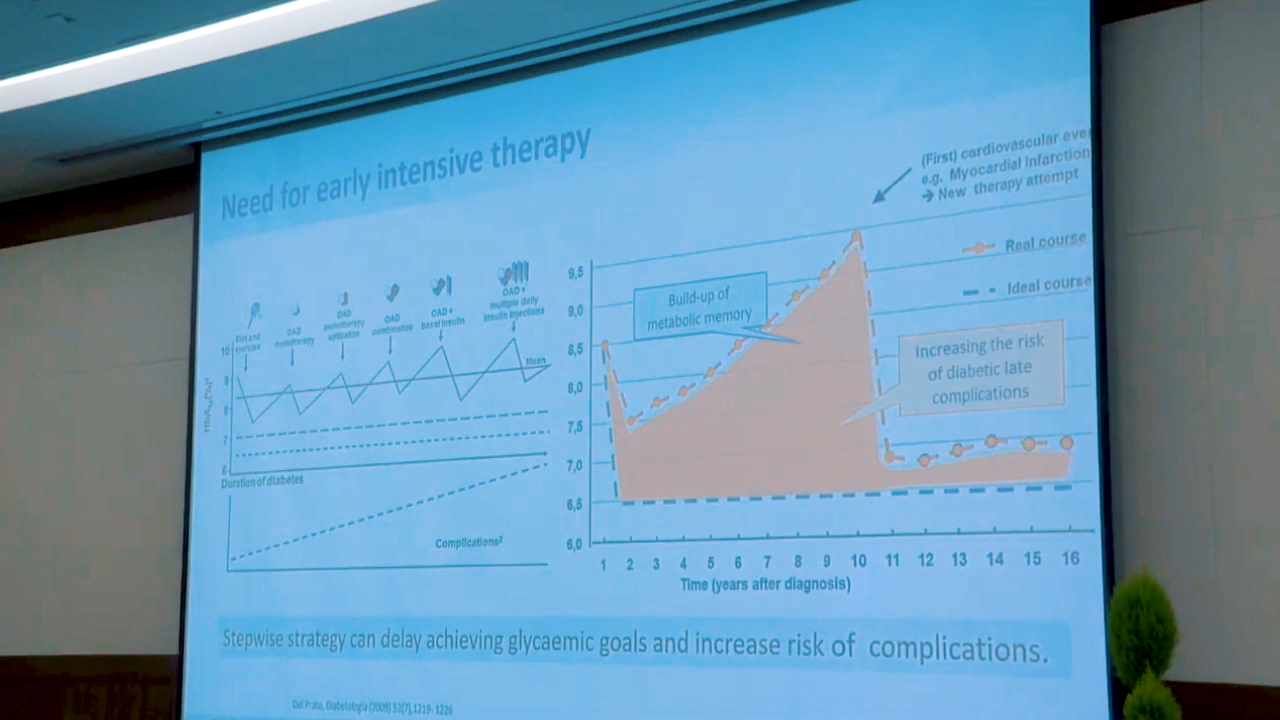 Need for early intensive therapy
(First) cardiovascular eve
e.g. Myocardial Infarction
→ New therapy attempt
Real course
Ideal course
Build-up of
metabolic memory
Increasing the risk
of diabetic late
complications
9,5
9,0
8,5
8,0
7,5
7,0
6,5
6,0
1 2 3 4 5 6 7 8 9 10 11 12 13 14 15 16
Time (years after diagnosis)
Diet and
exercise
OAD
monotherapy
OAD
monotherapy
uptitration
OAD
combination
OAD +
basal insulin
OAD +
multiple daily
insulin injections
Mean
10
9
8
7
6
Duration of diabetes
Complications
Stepwise strategy can delay achieving glycaemic goals and increase risk of complications.
Del Prato, Diabetologia (2009) 52(7),1219- 1226